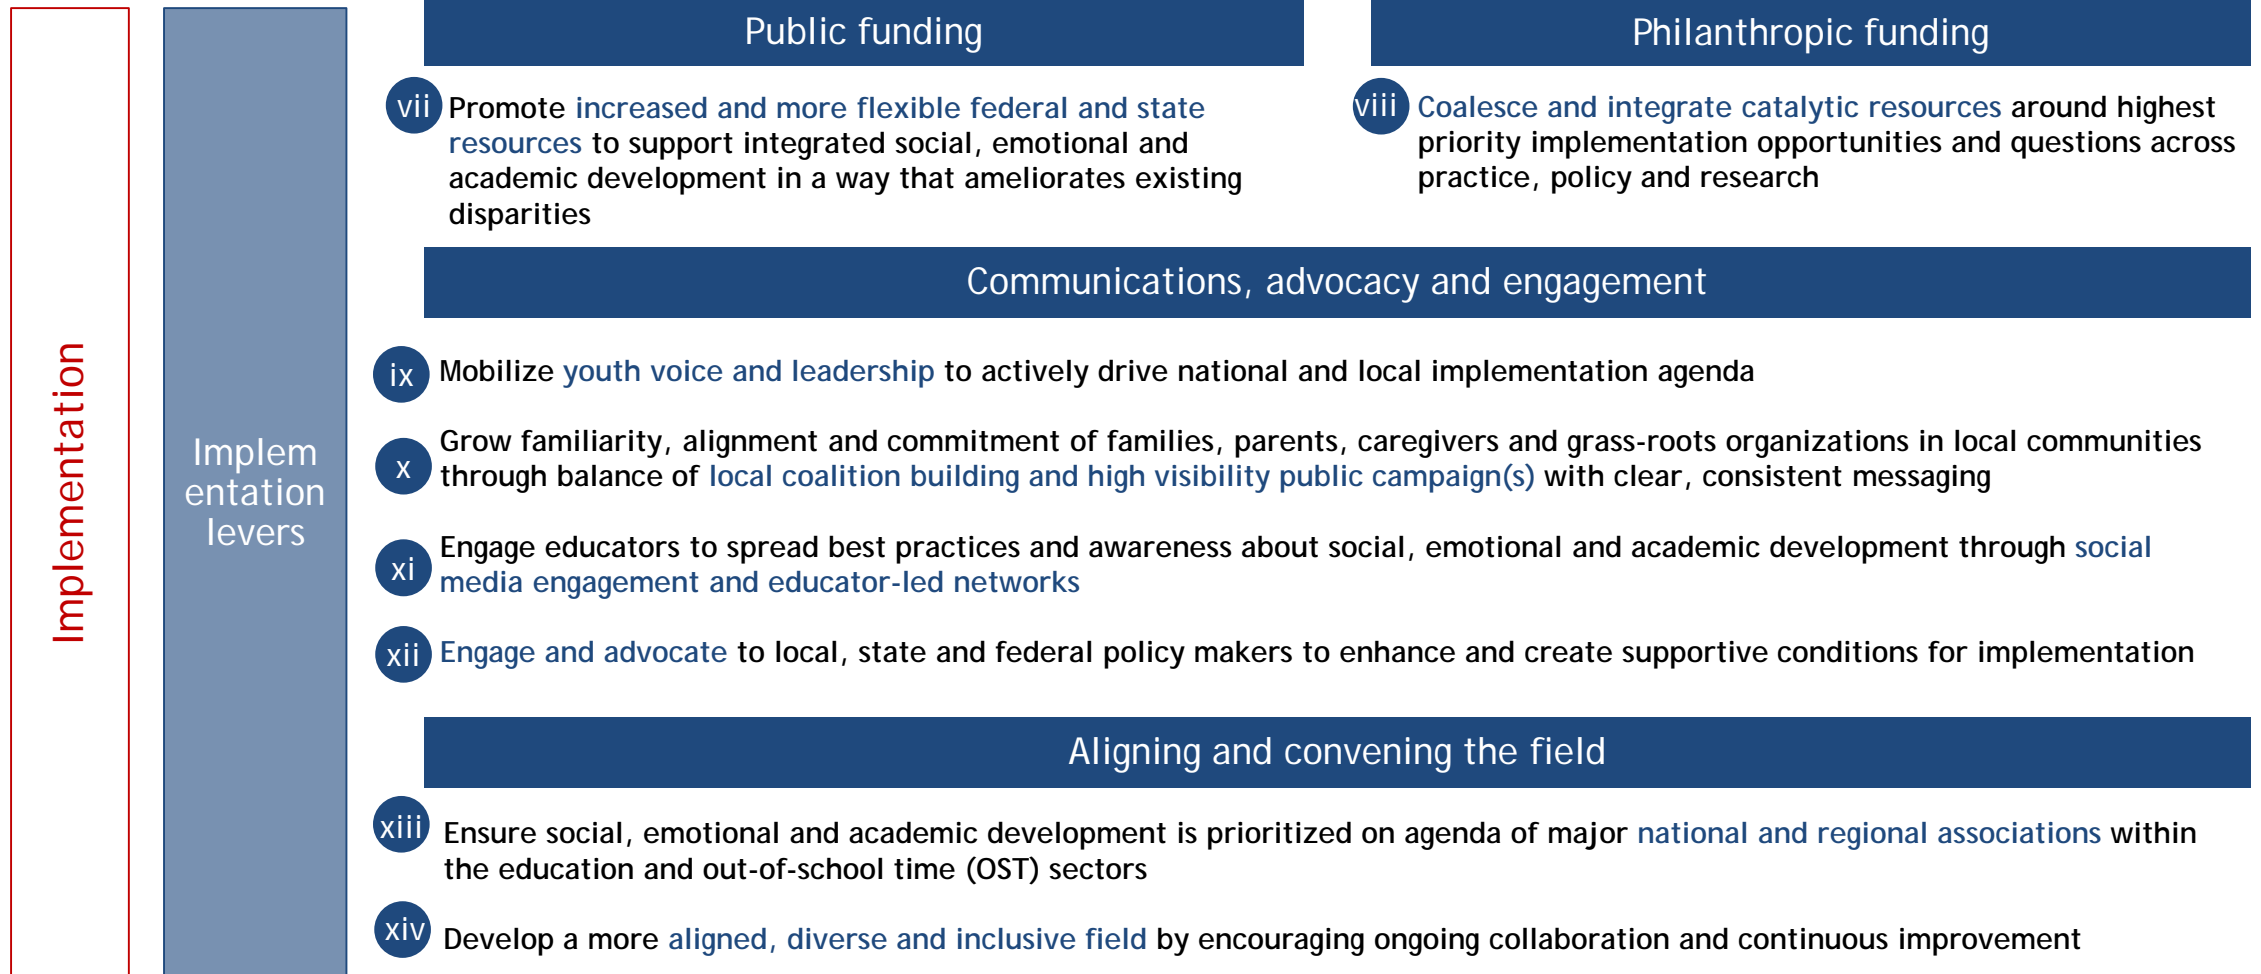 Implementation
Implem
entation
levers
Public funding
vii
Promote increased and more flexible federal and state
resources to support integrated social, emotional and
academic development in a way that ameliorates existing
disparities
Philanthropic funding
viii
Coalesce and integrate catalytic resources around highest
priority implementation opportunities and questions across
practice, policy and research
Communications, advocacy and engagement
ix
Mobilize youth voice and leadership to actively drive national and local implementation agenda
x
Grow familiarity, alignment and commitment of families, parents, caregivers and grass-roots organizations in local communities
through balance of local coalition building and high visibility public campaign(s) with clear, consistent messaging
xi
Engage educators to spread best practices and awareness about social, emotional and academic development through social
media engagement and educator-led networks
xii
Engage and advocate to local, state and federal policy makers to enhance and create supportive conditions for implementation
Aligning and convening the field
xiii
Ensure social, emotional and academic development is prioritized on agenda of major national and regional associations within
the education and out-of-school time (OST) sectors
xiv
Develop a more aligned, diverse and inclusive field by encouraging ongoing collaboration and continuous improvement